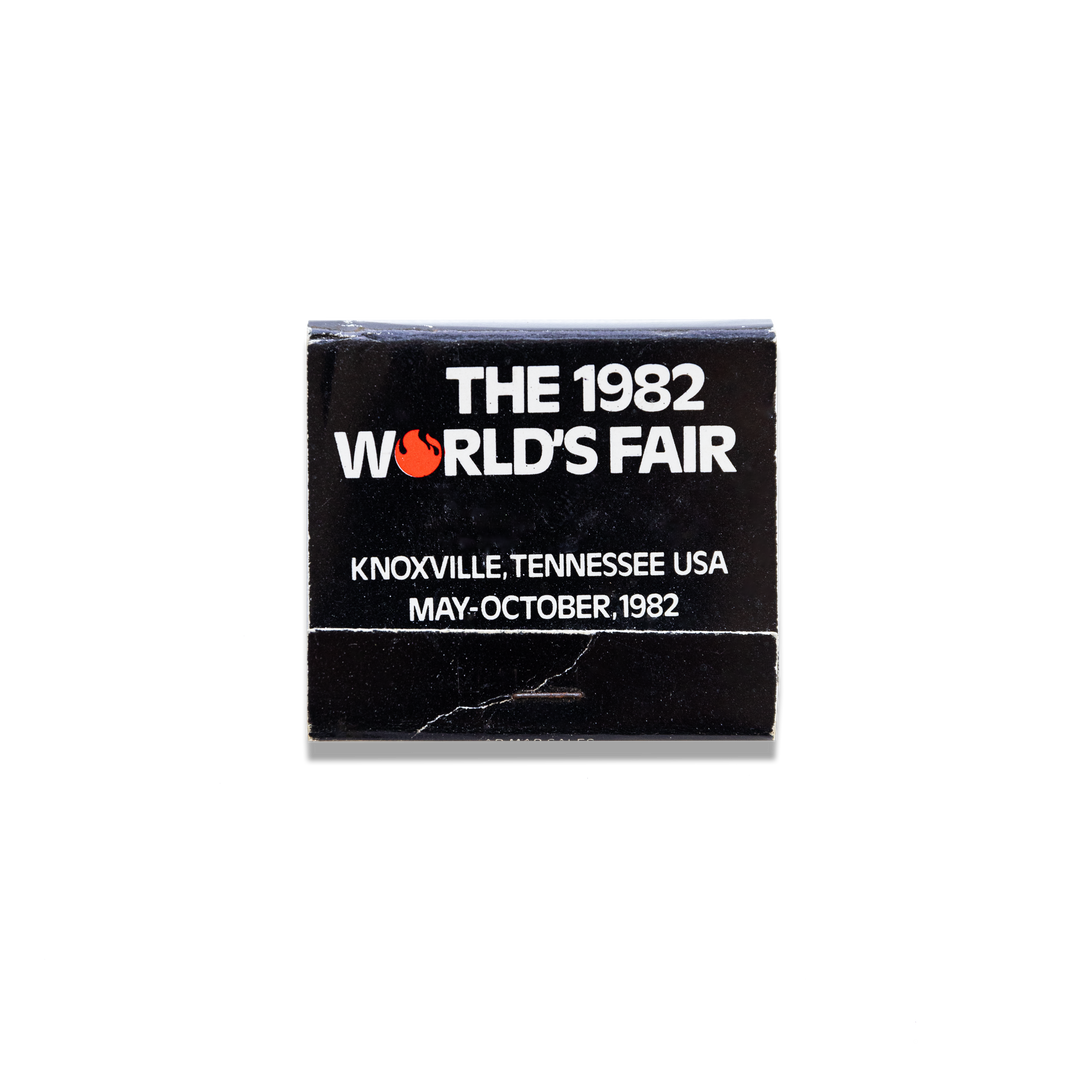 THE 1982
WORLD'S FAIR
KNOXVILLE, TENNESSEE USA
MAY-OCTOBER, 1982